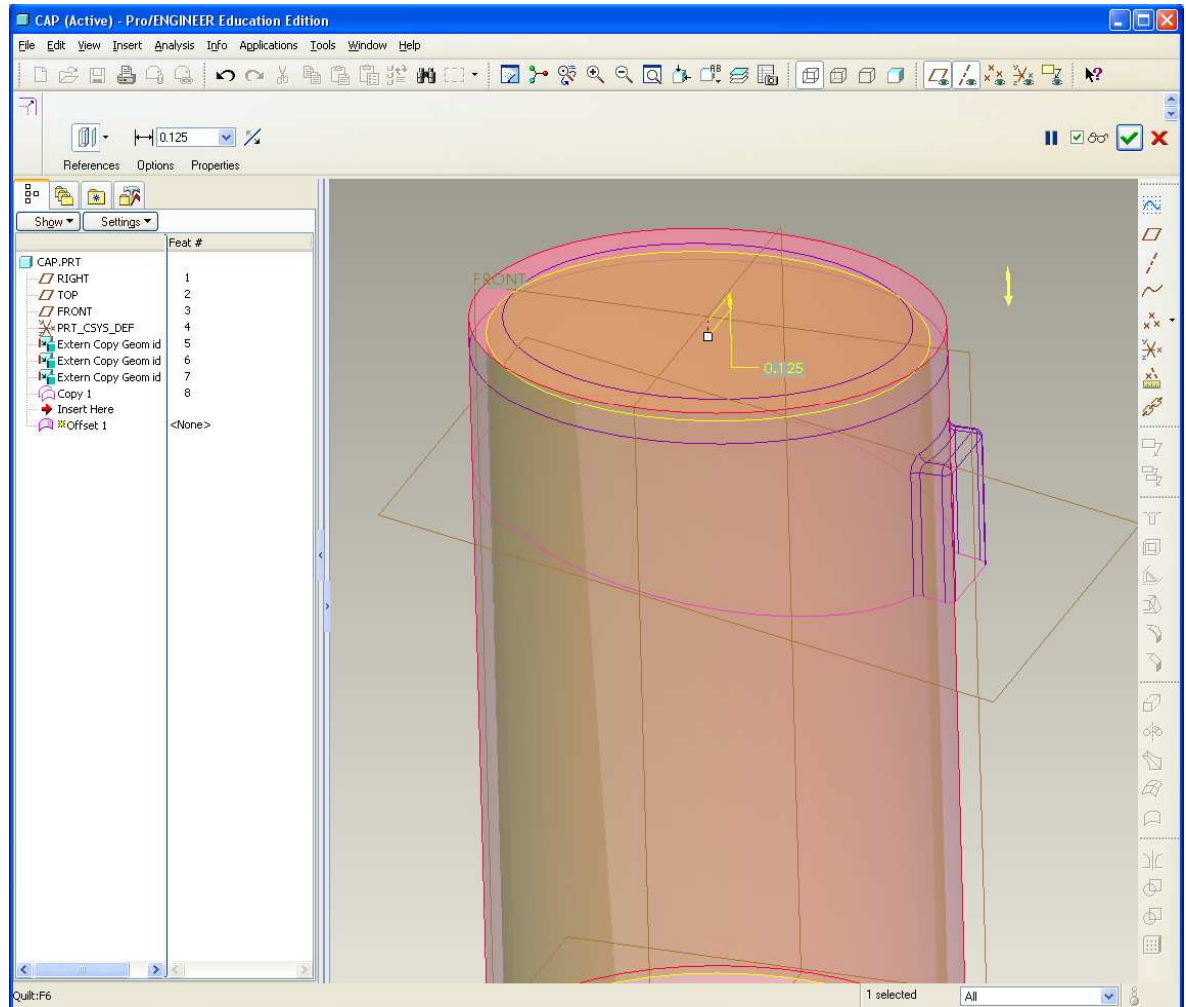 CAP (Active) - Pro/ENGINEER Education Edition
File Edit View Insert Analysis Info Applications Tools Window Help
0.125
References Options Properties
Show Settings
Feat #
CAP.PRT
RIGHT 1
TOP 2
FRONT 3
PRT_CSYS_DEF 4
Extern Copy Geom id 5
Extern Copy Geom id 6
Extern Copy Geom id 7
Copy 1 8
Insert Here
Offset 1 <None>
FRONT
0.125
Quilt:F6
1 selected All